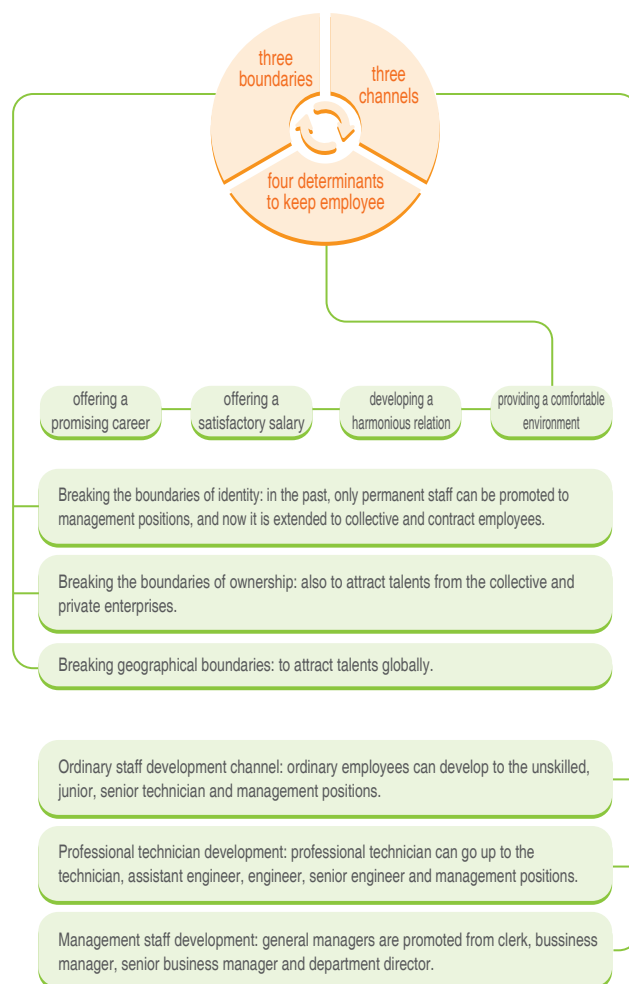 three
boundaries
three
channels
four determinants
to keep employee
offering a
promising career
offering a
satisfactory salary
developing a
harmonious relation
providing a comfortable
environment
Breaking the boundaries of identity: in the past, only permanent staff can be promoted to
management positions, and now it is extended to collective and contract employees.
Breaking the boundaries of ownership: also to attract talents from the collective and
private enterprises.
Breaking geographical boundaries: to attract talents globally.
Ordinary staff development channel: ordinary employees can develop to the unskilled,
junior, senior technician and management positions.
Professional technician development: professional technician can go up to the
technician, assistant engineer, engineer, senior engineer and management positions.
Management staff development: general managers are promoted from clerk, bussiness
manager, senior business manager and department director.